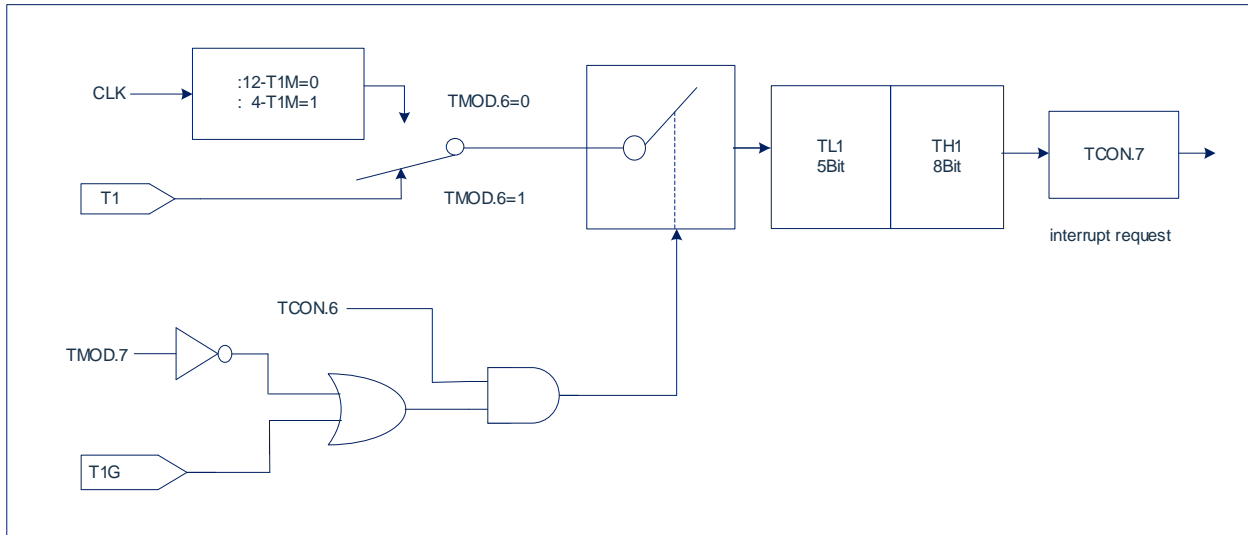 CLK
:12-T1M=0
: 4-T1M=1
TMOD.6=0
T1
TMOD.6=1
TL1
5Bit
TH1
8Bit
TCON.7
interrupt request
TCON.6
TMOD.7
T1G